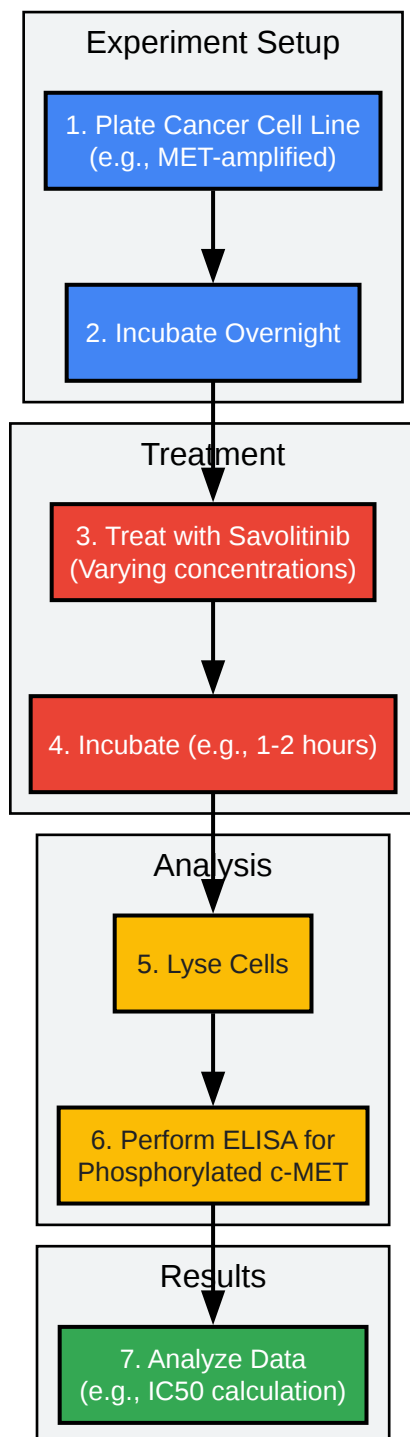 Experiment Setup
1. Plate Cancer Cell Line
(e.g., MET-amplified)
2. Incubate Overnight
Treatment
3. Treat with Savolitinib
(Varying concentrations)
4. Incubate (e.g., 1-2 hours)
Analysis
5. Lyse Cells
6. Perform ELISA for
Phosphorylated c-MET
Results
7. Analyze Data
(e.g., IC50 calculation)